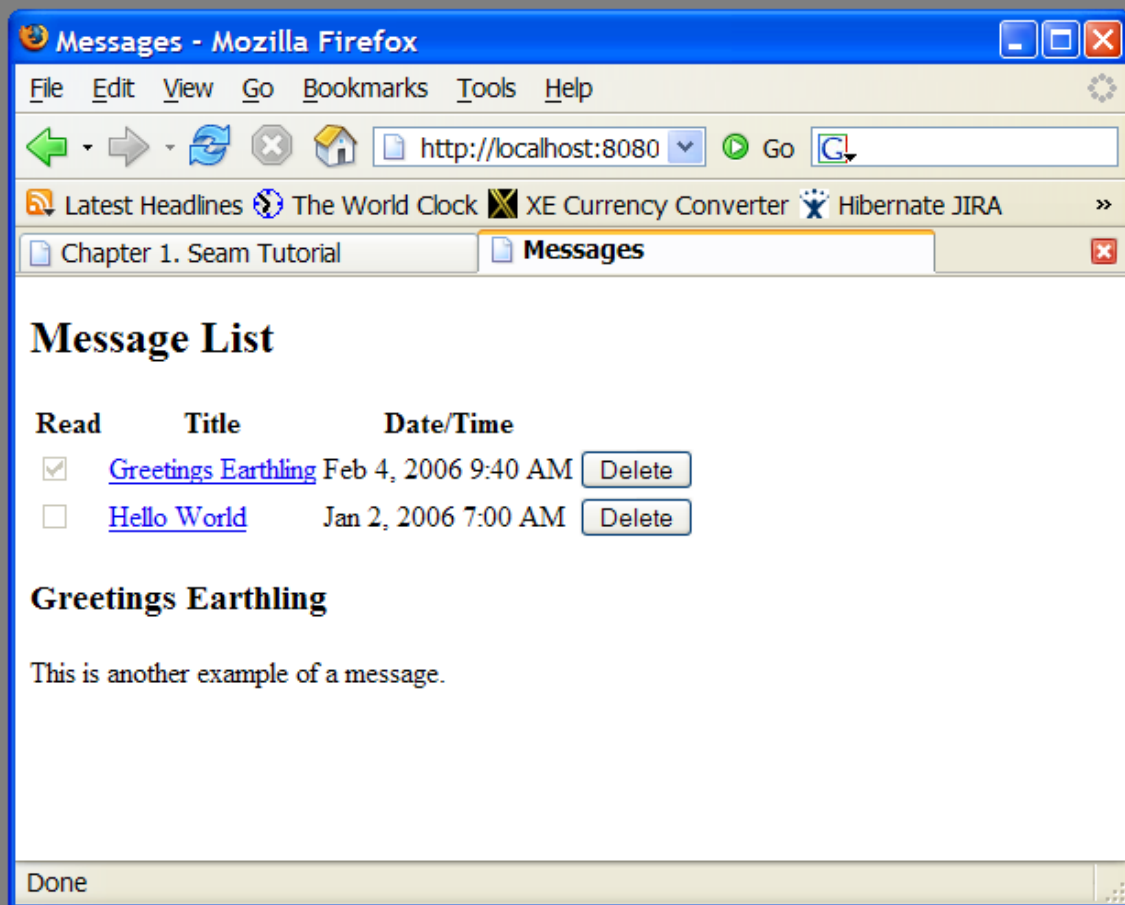 Messages - Mozilla Firefox
File Edit View Go Bookmarks Tools Help
http://localhost:8080 Go G
Latest Headlines The World Clock XE Currency Converter Hibernate JIRA »
Chapter 1. Seam Tutorial Messages
Message List
Read Title Date/Time
Greetings Earthling Feb 4, 2006 9:40 AM Delete
Hello World Jan 2, 2006 7:00 AM Delete
Greetings Earthling
This is another example of a message.
Done